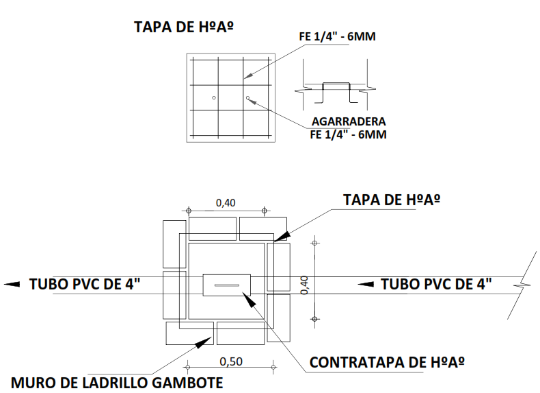 TAPA DE HºAº
FE 1/4" - 6MM
AGARRADERA
FE 1/4" - 6MM
0,40
TAPA DE HºAº
TUBO PVC DE 4"
0,40
TUBO PVC DE 4"
0,50
CONTRATAPA DE HºAº
MURO DE LADRILLO GAMBOTE